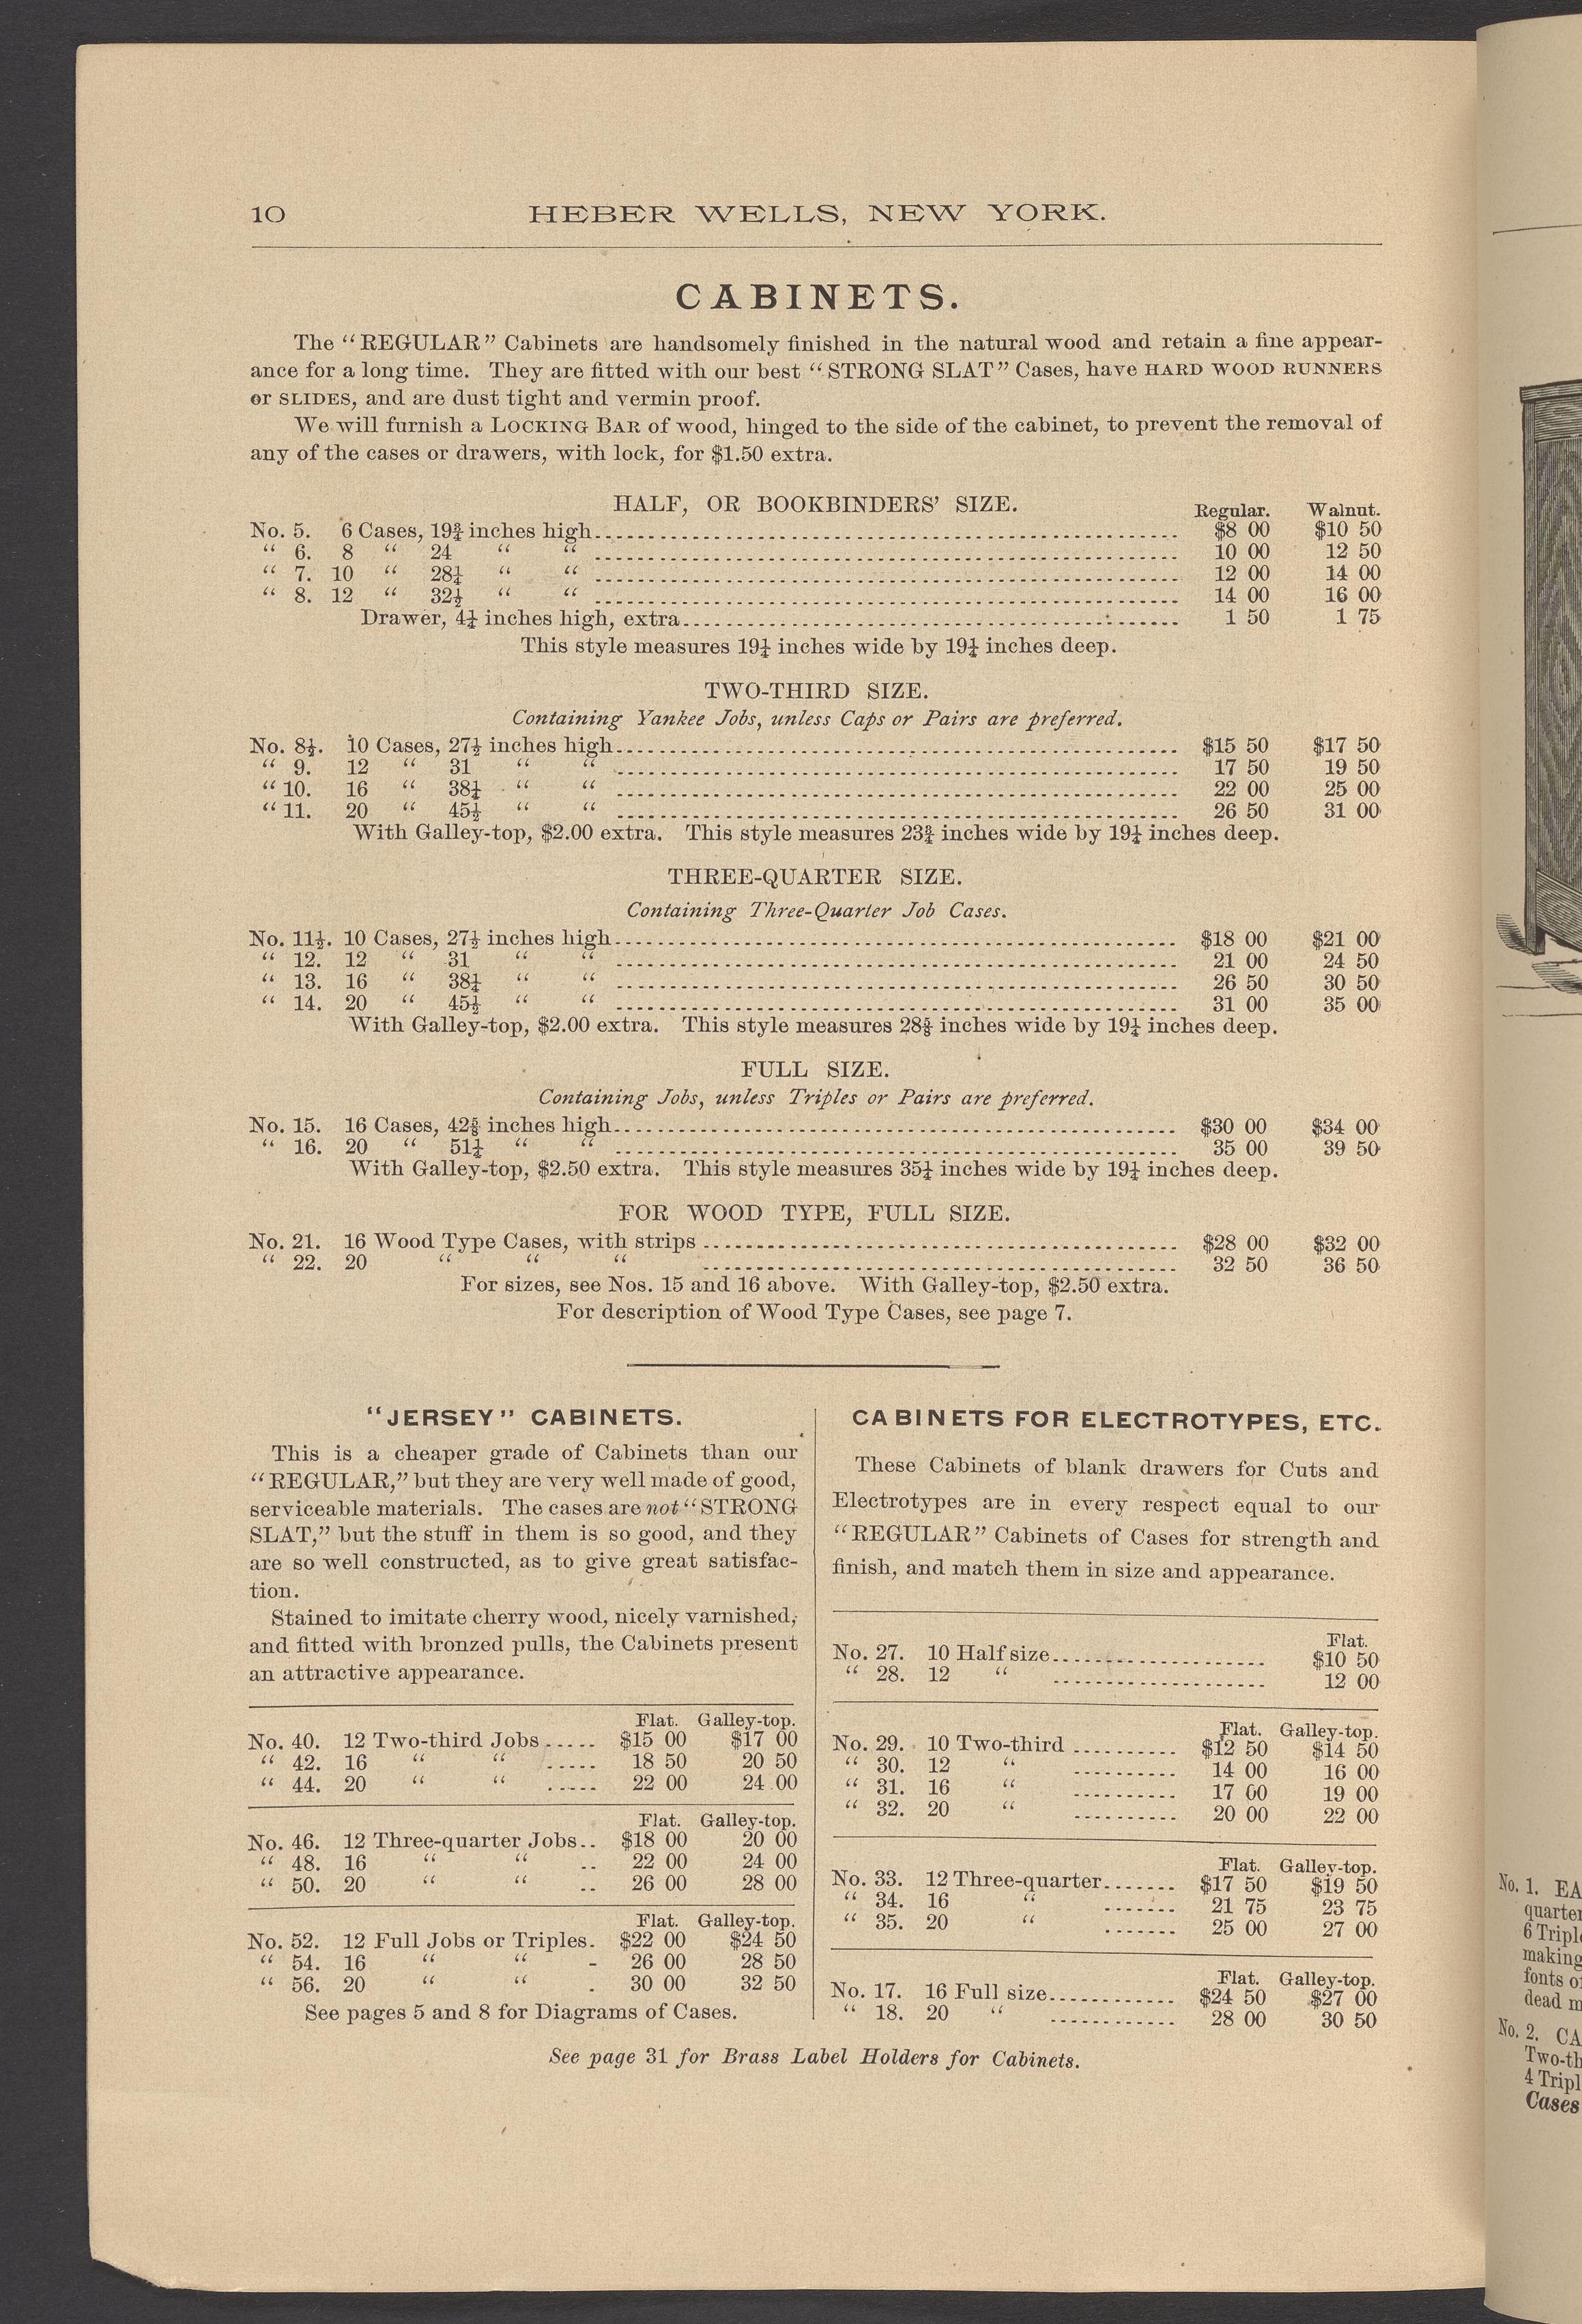 10 HEBER WELLS, NEW YORK.
CABINETS.
The “REGULAR” Cabinets are handsomely finished in the natural wood and retain a fine appear-
ance for a long time. They are fitted with our best “STRONG SLAT” Cases, have HARD WOOD RUNNERS
or SLIDES, and are dust tight and vermin proof.
We will furnish a LOCKING BAR of wood, hinged to the side of the cabinet, to prevent the removal of
any of the cases or drawers, with lock, for $1.50 extra.
HALF, OR BOOKBINDERS’ SIZE. Regular. Walnut.
No. 5. 6 Cases, 19¾ inches high $8 00 $10 50
“ 6. 8 “ 24 “ “ 10 00 12 50
“ 7. 10 “ 28¼ “ “ 12 00 14 00
“ 8. 12 “ 32½ “ “ 14 00 16 00
Drawer, 4¼ inches high, extra 1 50 1 75
This style measures 19¼ inches wide by 19¼ inches deep.
TWO-THIRD SIZE.
Containing Yankee Jobs, unless Caps or Pairs are preferred.
No. 8½. 10 Cases, 27½ inches high $15 50 $17 50
“ 9. 12 “ 31 “ “ 17 50 19 50
“ 10. 16 “ 38¼ “ “ 22 00 25 00
“ 11. 20 “ 45½ “ “ 26 50 31 00
With Galley-top, $2.00 extra. This style measures 23¾ inches wide by 19¼ inches deep.
THREE-QUARTER SIZE.
Containing Three-Quarter Job Cases.
No. 11½. 10 Cases, 27½ inches high $18 00 $21 00
“ 12. 12 “ 31 “ “ 21 00 24 50
“ 13. 16 “ 38¼ “ “ 26 50 30 50
“ 14. 20 “ 45½ “ “ 31 00 35 00
With Galley-top, $2.00 extra. This style measures 28⅝ inches wide by 19¼ inches deep.
FULL SIZE.
Containing Jobs, unless Triples or Pairs are preferred.
No. 15. 16 Cases, 42⅝ inches high $30 00 $34 00
“ 16. 20 “ 51¼ “ “ 35 00 39 50
With Galley-top, $2.50 extra. This style measures 35¼ inches wide by 19¼ inches deep.
FOR WOOD TYPE, FULL SIZE.
No. 21. 16 Wood Type Cases, with strips $28 00 $32 00
“ 22. 20 “ “ “ 32 50 36 50
For sizes, see Nos. 15 and 16 above. With Galley-top, $2.50 extra.
For description of Wood Type Cases, see page 7.
“JERSEY” CABINETS.
This is a cheaper grade of Cabinets than our
“REGULAR,” but they are very well made of good,
serviceable materials. The cases are not “STRONG
SLAT,” but the stuff in them is so good, and they
are so well constructed, as to give great satisfac-
tion.
Stained to imitate cherry wood, nicely varnished,
and fitted with bronzed pulls, the Cabinets present
an attractive appearance.
Flat. Galley-top.
No. 40. 12 Two-third Jobs $15 00 $17 00
“ 42. 16 “ “ 18 50 20 50
“ 44. 20 “ “ 22 00 24 00
Flat. Galley-top.
No. 46. 12 Three-quarter Jobs $18 00 20 00
“ 48. 16 “ “ 22 00 24 00
“ 50. 20 “ “ 26 00 28 00
Flat. Galley-top.
No. 52. 12 Full Jobs or Triples. $22 00 $24 50
“ 54. 16 “ “ 26 00 28 50
“ 56. 20 “ “ 30 00 32 50
See pages 5 and 8 for Diagrams of Cases.
CABINETS FOR ELECTROTYPES, ETC.
These Cabinets of blank drawers for Cuts and
Electrotypes are in every respect equal to our
“REGULAR” Cabinets of Cases for strength and
finish, and match them in size and appearance.
Flat.
No. 27. 10 Half size $10 50
“ 28. 12 “ 12 00
Flat. Galley-top.
No. 29. 10 Two-third $12 50 $14 50
“ 30. 12 “ 14 00 16 00
“ 31. 16 “ 17 00 19 00
“ 32. 20 “ 20 00 22 00
Flat. Galley-top.
No. 33. 12 Three-quarter $17 50 $19 50
“ 34. 16 “ 21 75 23 75
“ 35. 20 “ 25 00 27 00
Flat. Galley-top.
No. 17. 16 Full size $24 50 $27 00
“ 18. 20 “ 28 00 30 50
See page 31 for Brass Label Holders for Cabinets.
No. 1. EA
quarter
6 Tripl
making
fonts o
dead m
No. 2. CA
Two-th
4 Tripl
Cases